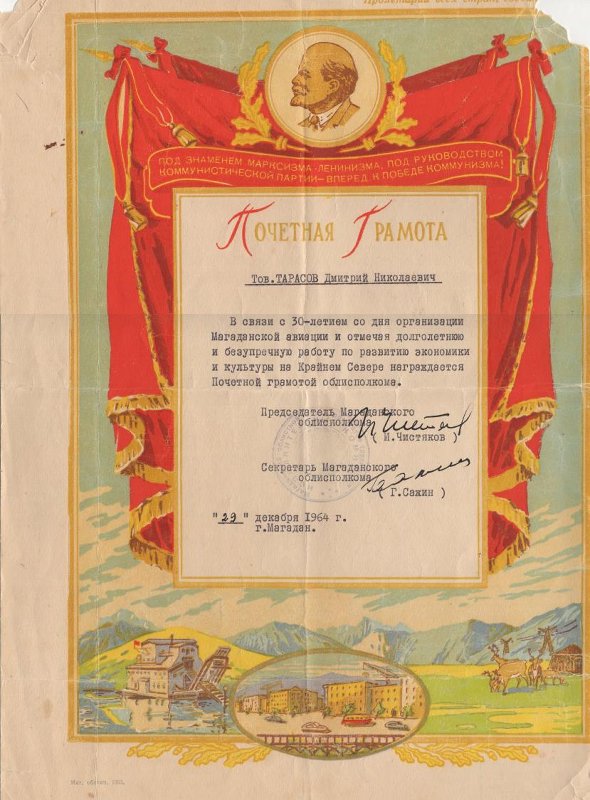 Пролетарии всех стран,
ПОД ЗНАМЕНЕМ МАРКСИЗМА-ЛЕНИНИЗМА, ПОД РУКОВОДСТВОМ
КОММУНИСТИЧЕСКОЙ ПАРТИИ — ВПЕРЕД К ПОБЕДЕ КОММУНИЗМА!
ПОЧЕТНАЯ ГРАМОТА
Тов.ТАРАСОВ Дмитрий Николаевич
В связи с 30-летием со дня организации
Магаданской авиации и отмечая долголетнюю
и безупречную работу по развитию экономики
и культуры на Крайнем Севере награждается
Почетной грамотой облисполкома.
Председатель Магаданского
облисполкома
(И.Чистяков )
Секретарь Магаданского
облисполкома
(Г.Сажин )
"29" декабря 1964 г.
г.Магадан.
Маг. облтип.